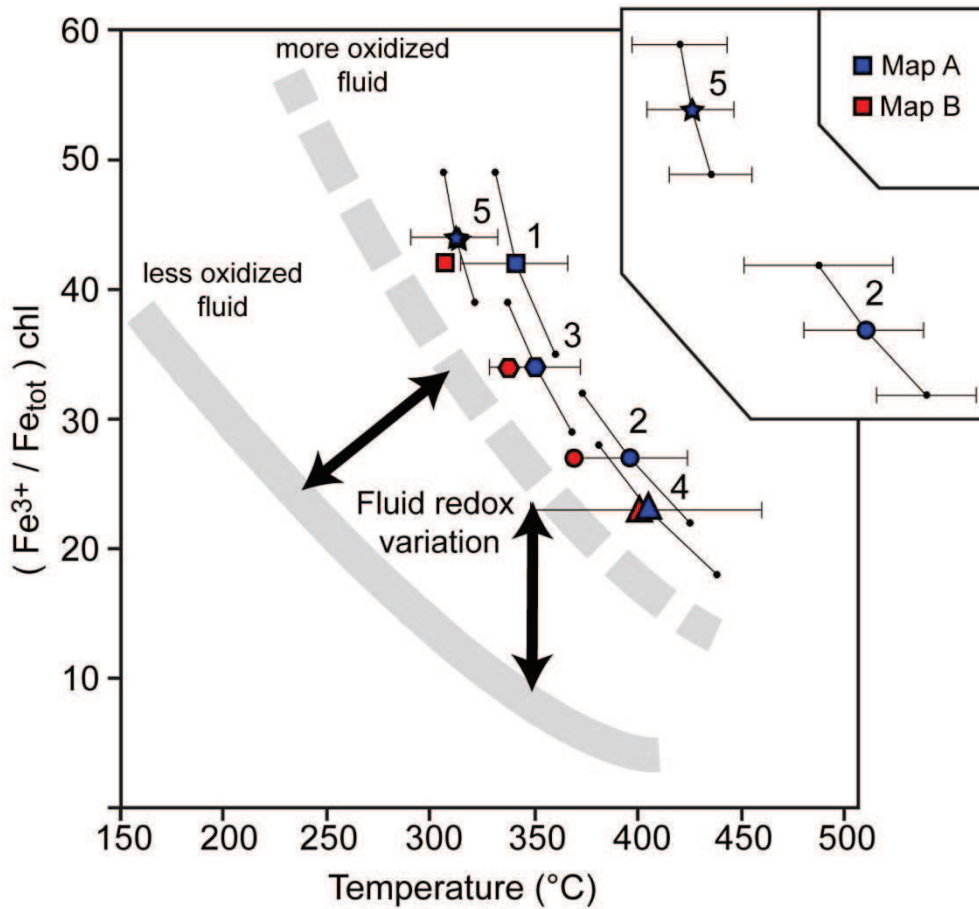 60
50
40
30
20
10
( Fe³⁺ / Fe_tot ) chl
more oxidized
fluid
less oxidized
fluid
5
1
3
2
4
Fluid redox
variation
5
2
Map A
Map B
150 200 250 300 350 400 450 500
Temperature (°C)